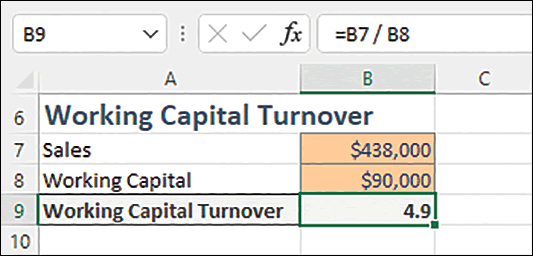 B9 fx =B7 / B8
A B C
6 Working Capital Turnover
7 Sales $438,000
8 Working Capital $90,000
9 Working Capital Turnover 4.9
10